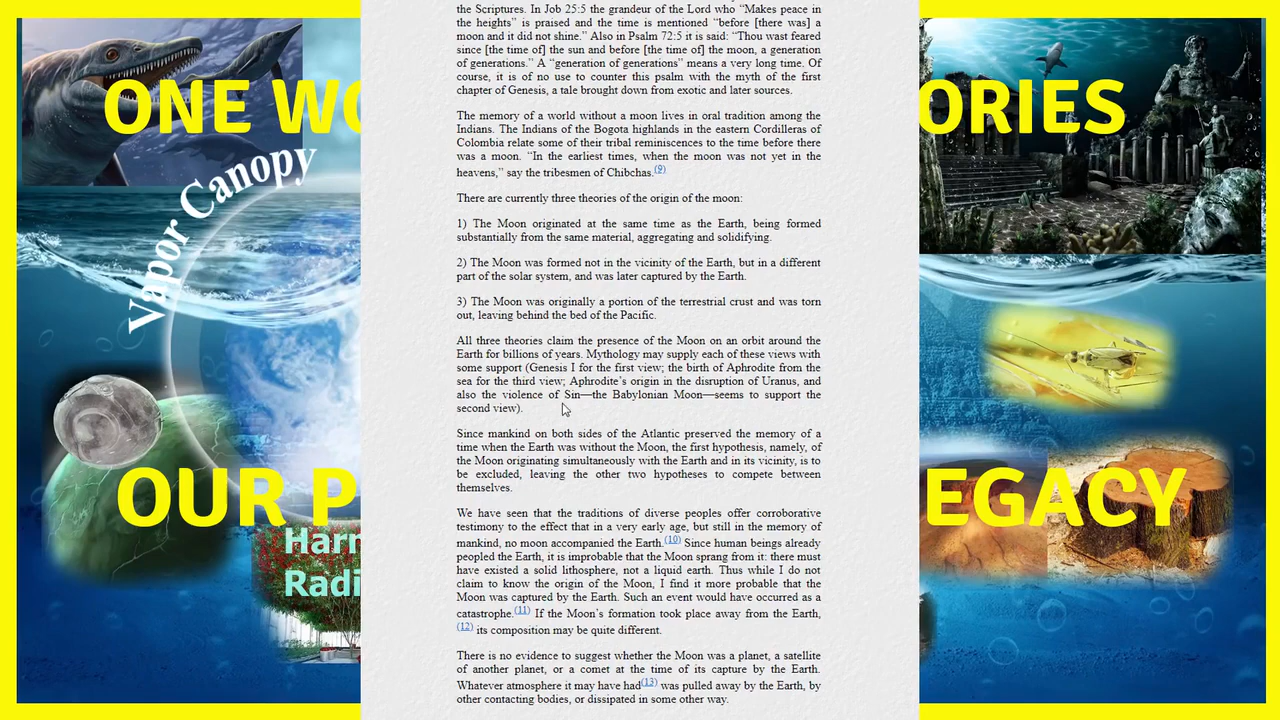 the Scriptures. In Job 25:5 the grandeur of the Lord who “Makes peace in
the heights” is praised and the time is mentioned “before [there was] a
moon and it did not shine.” Also in Psalm 72:5 it is said: “Thou wast feared
since [the time of] the sun and before [the time of] the moon, a generation
of generations.” A “generation of generations” means a very long time. Of
course, it is of no use to counter this psalm with the myth of the first
chapter of Genesis, a tale brought down from exotic and later sources.
The memory of a world without a moon lives in oral tradition among the
Indians. The Indians of the Bogota highlands in the eastern Cordilleras of
Colombia relate some of their tribal reminiscences to the time before there
was a moon. “In the earliest times, when the moon was not yet in the
heavens,” say the tribesmen of Chibchas.(9)
There are currently three theories of the origin of the moon:
1) The Moon originated at the same time as the Earth, being formed
substantially from the same material, aggregating and solidifying.
2) The Moon was formed not in the vicinity of the Earth, but in a different
part of the solar system, and was later captured by the Earth.
3) The Moon was originally a portion of the terrestrial crust and was torn
out, leaving behind the bed of the Pacific.
All three theories claim the presence of the Moon on an orbit around the
Earth for billions of years. Mythology may supply each of these views with
some support (Genesis I for the first view; the birth of Aphrodite from the
sea for the third view; Aphrodite’s origin in the disruption of Uranus, and
also the violence of Sin—the Babylonian Moon—seems to support the
second view).
Since mankind on both sides of the Atlantic preserved the memory of a
time when the Earth was without the Moon, the first hypothesis, namely, of
the Moon originating simultaneously with the Earth and in its vicinity, is to
be excluded, leaving the other two hypotheses to compete between
themselves.
We have seen that the traditions of diverse peoples offer corroborative
testimony to the effect that in a very early age, but still in the memory of
mankind, no moon accompanied the Earth.(10) Since human beings already
peopled the Earth, it is improbable that the Moon sprang from it: there must
have existed a solid lithosphere, not a liquid earth. Thus while I do not
claim to know the origin of the Moon, I find it more probable that the
Moon was captured by the Earth. Such an event would have occurred as a
catastrophe.(11) If the Moon’s formation took place away from the Earth,
(12) its composition may be quite different.
There is no evidence to suggest whether the Moon was a planet, a satellite
of another planet, or a comet at the time of its capture by the Earth.
Whatever atmosphere it may have had(13) was pulled away by the Earth, by
other contacting bodies, or dissipated in some other way.
ONE WO
ORIES
Vapor Canopy
OUR P
EGACY
Harr
Radi